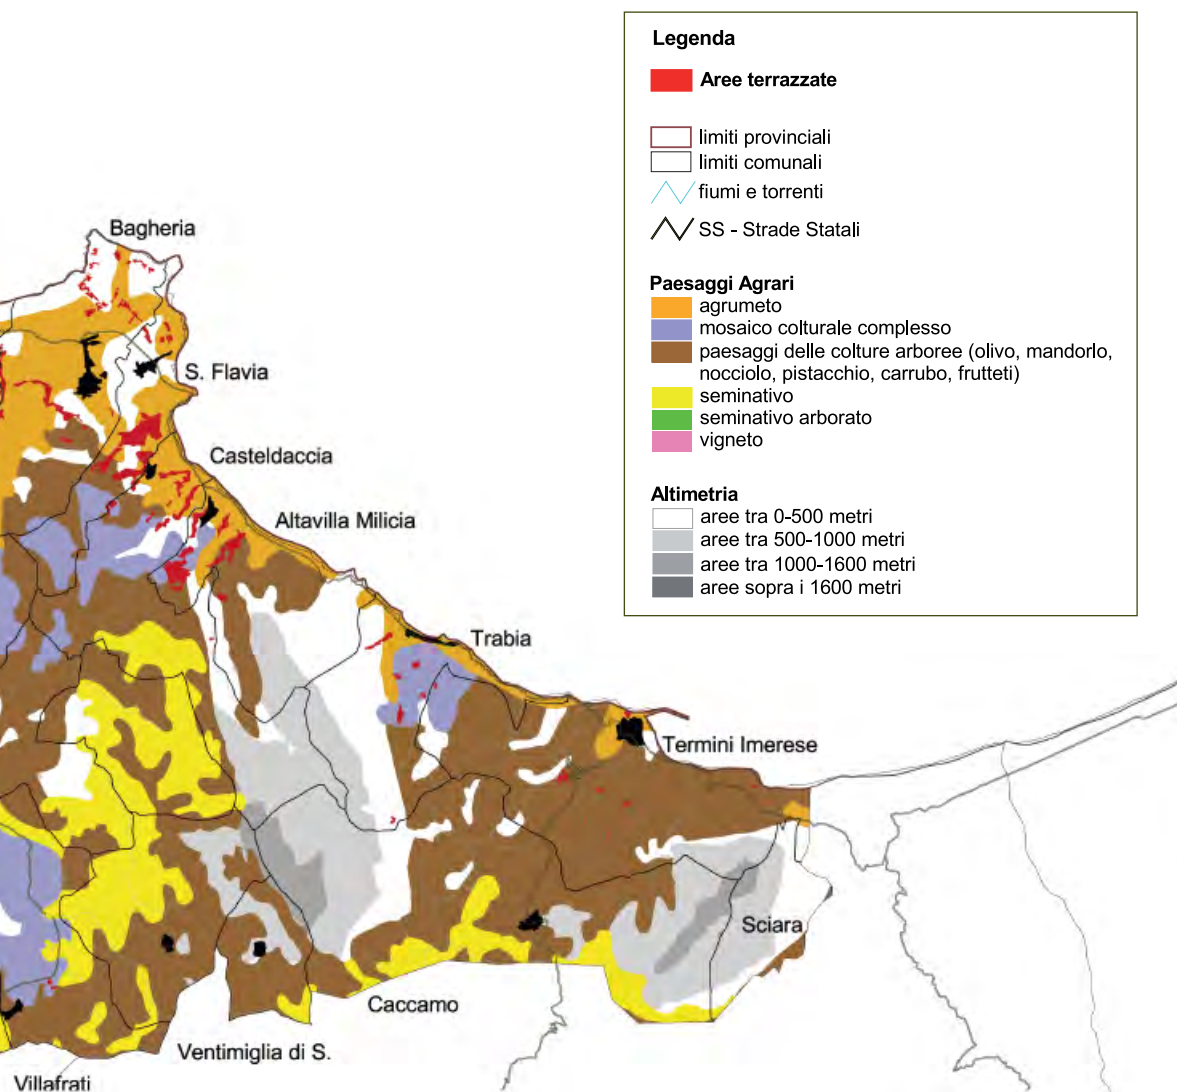 Legenda
Aree terrazzate
limiti provinciali
limiti comunali
fiumi e torrenti
SS - Strade Statali
Paesaggi Agrari
agrumeto
mosaico colturale complesso
paesaggi delle colture arboree (olivo, mandorlo,
nocciolo, pistacchio, carrubo, frutteti)
seminativo
seminativo arborato
vigneto
Altimetria
aree tra 0-500 metri
aree tra 500-1000 metri
aree tra 1000-1600 metri
aree sopra i 1600 metri
Bagheria
S. Flavia
Casteldaccia
Altavilla Milicia
Trabia
Termini Imerese
Sciara
Caccamo
Ventimiglia di S.
Villafrati